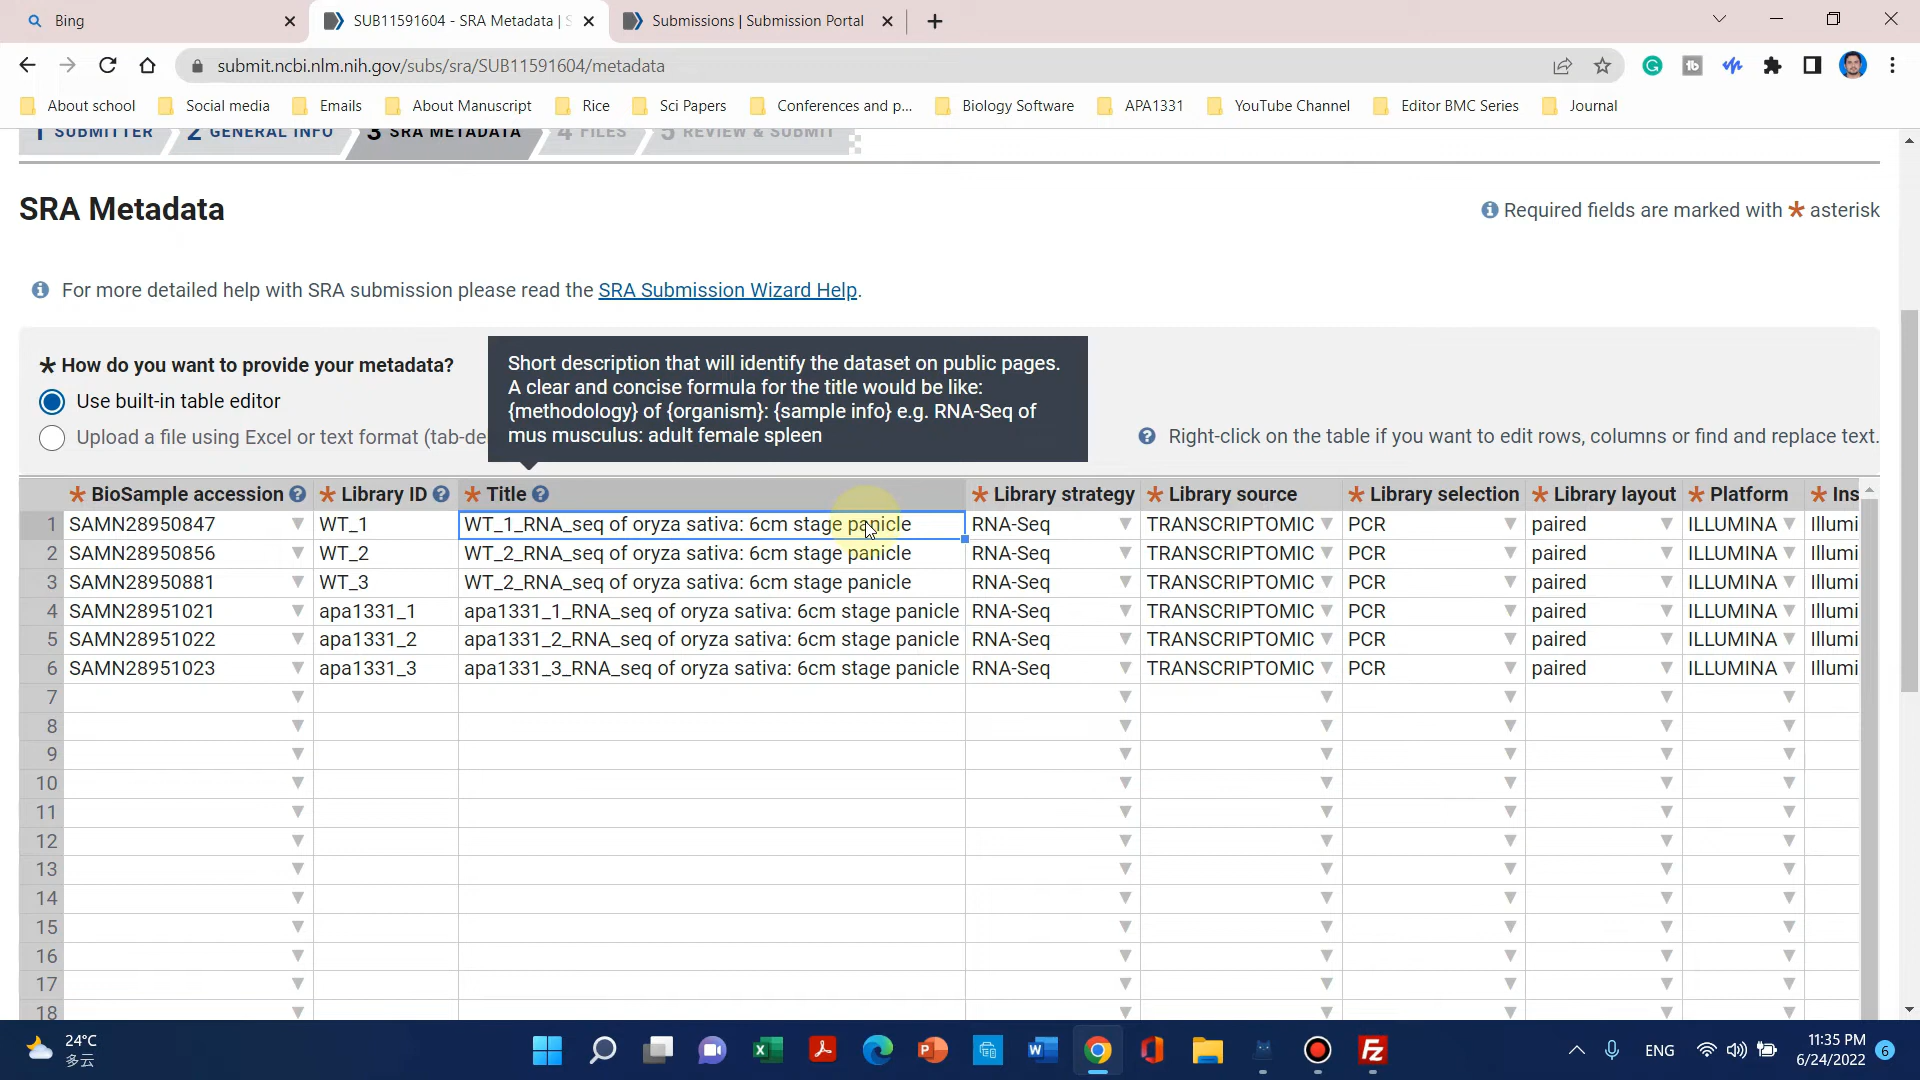 Bing
SUB11591604 - SRA Metadata | S
Submissions | Submission Portal
submit.ncbi.nlm.nih.gov/subs/sra/SUB11591604/metadata
About school
Social media
Emails
About Manuscript
Rice
Sci Papers
Conferences and p...
Biology Software
APA1331
YouTube Channel
Editor BMC Series
Journal
1 SUBMITTER
2 GENERAL INFO
3 SRA METADATA
4 FILES
5 REVIEW & SUBMIT
SRA Metadata
Required fields are marked with * asterisk
For more detailed help with SRA submission please read the SRA Submission Wizard Help.
* How do you want to provide your metadata?
Use built-in table editor
Upload a file using Excel or text format (tab-de
Short description that will identify the dataset on public pages.
A clear and concise formula for the title would be like:
{methodology} of {organism}: {sample info} e.g. RNA-Seq of
mus musculus: adult female spleen
Right-click on the table if you want to edit rows, columns or find and replace text.
* BioSample accession * Library ID * Title * Library strategy * Library source * Library selection * Library layout * Platform * Ins
1 SAMN28950847 WT_1 WT_1_RNA_seq of oryza sativa: 6cm stage panicle RNA-Seq TRANSCRIPTOMIC PCR paired ILLUMINA Illumi
2 SAMN28950856 WT_2 WT_2_RNA_seq of oryza sativa: 6cm stage panicle RNA-Seq TRANSCRIPTOMIC PCR paired ILLUMINA Illumi
3 SAMN28950881 WT_3 WT_2_RNA_seq of oryza sativa: 6cm stage panicle RNA-Seq TRANSCRIPTOMIC PCR paired ILLUMINA Illumi
4 SAMN28951021 apa1331_1 apa1331_1_RNA_seq of oryza sativa: 6cm stage panicle RNA-Seq TRANSCRIPTOMIC PCR paired ILLUMINA Illumi
5 SAMN28951022 apa1331_2 apa1331_2_RNA_seq of oryza sativa: 6cm stage panicle RNA-Seq TRANSCRIPTOMIC PCR paired ILLUMINA Illumi
6 SAMN28951023 apa1331_3 apa1331_3_RNA_seq of oryza sativa: 6cm stage panicle RNA-Seq TRANSCRIPTOMIC PCR paired ILLUMINA Illumi
7
8
9
10
11
12
13
14
15
16
17
18
24°C
多云
ENG
11:35 PM
6/24/2022
6